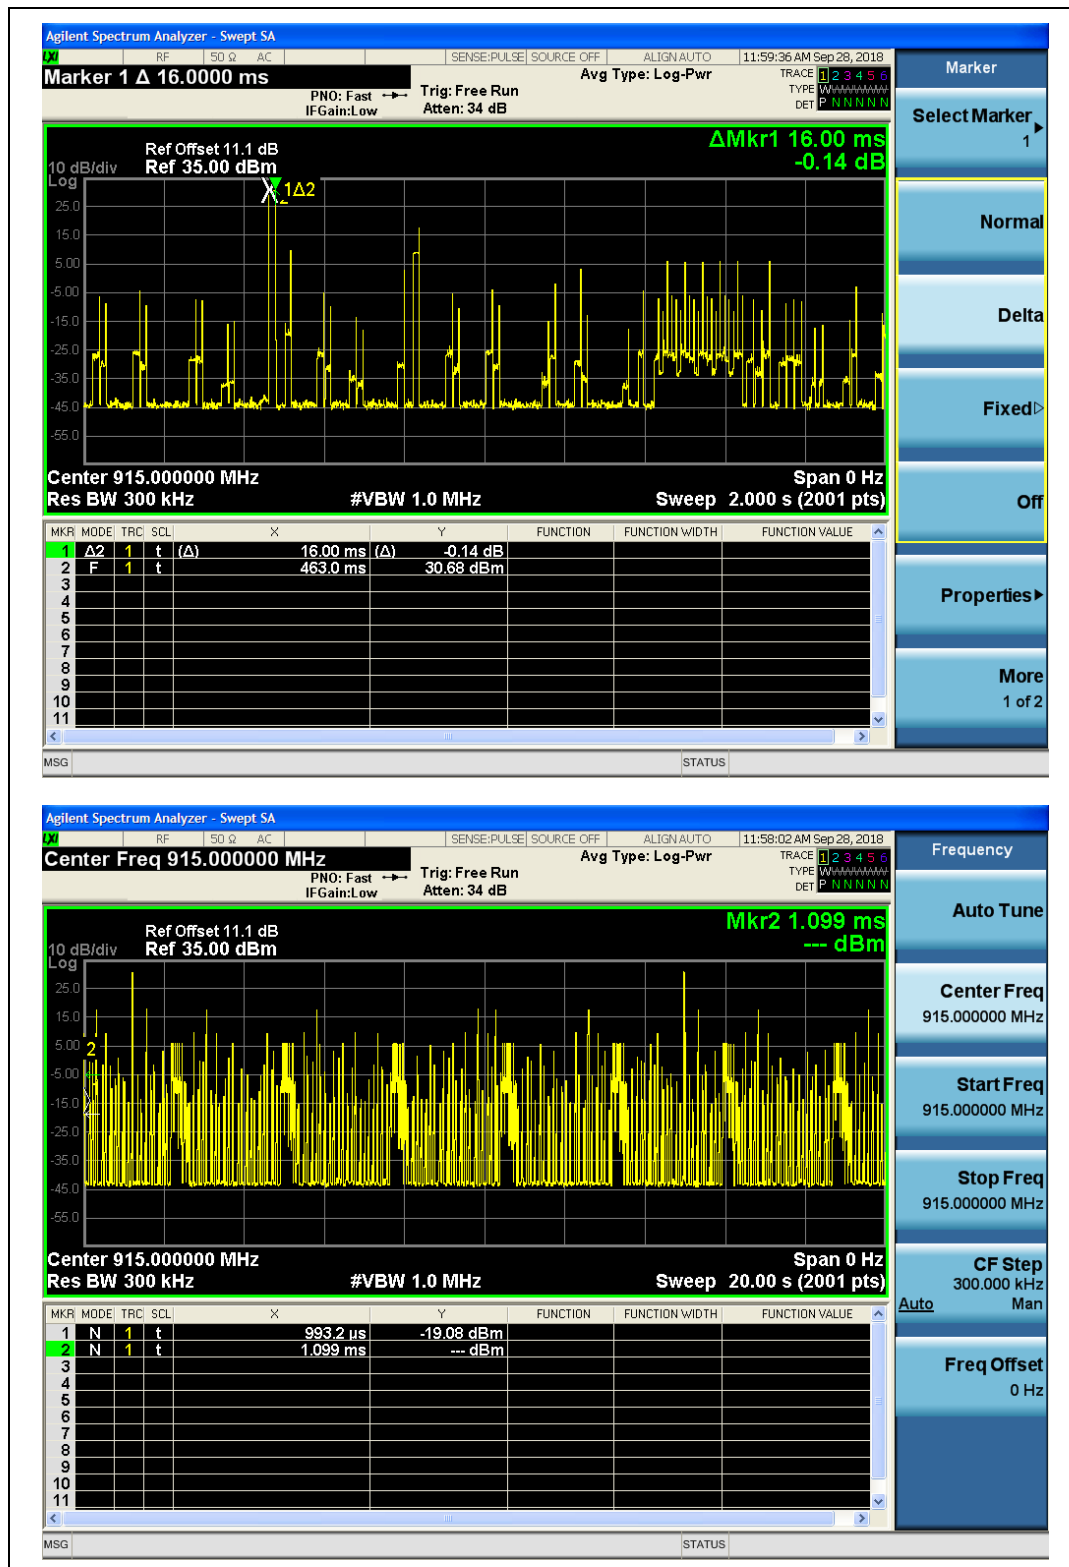 Agilent Spectrum Analyzer - Swept SA
LXI RF 50 Ω AC SENSE:PULSE SOURCE OFF ALIGN AUTO 11:59:36 AM Sep 28, 2018
Marker 1 Δ 16.0000 ms
PNO: Fast
IFGain:Low
Trig: Free Run
Atten: 34 dB
Avg Type: Log-Pwr
TRACE 1 2 3 4 5 6
TYPE W
DET P N N N N N
Marker
Select Marker
1
Normal
Delta
Fixed
Off
Properties
More
1 of 2
ΔMkr1 16.00 ms
-0.14 dB
Ref Offset 11.1 dB
10 dB/div Ref 35.00 dBm
Log
1Δ2
25.0
15.0
5.00
-5.00
-15.0
-25.0
-35.0
-45.0
-55.0
Center 915.000000 MHz Span 0 Hz
Res BW 300 kHz #VBW 1.0 MHz Sweep 2.000 s (2001 pts)
MKR MODE TRC SCL X Y FUNCTION FUNCTION WIDTH FUNCTION VALUE
1 Δ2 1 t (Δ) 16.00 ms (Δ) -0.14 dB
2 F 1 t 463.0 ms 30.68 dBm
3
4
5
6
7
8
9
10
11
MSG STATUS
Agilent Spectrum Analyzer - Swept SA
LXI RF 50 Ω AC SENSE:PULSE SOURCE OFF ALIGN AUTO 11:58:02 AM Sep 28, 2018
Center Freq 915.000000 MHz
PNO: Fast
IFGain:Low
Trig: Free Run
Atten: 34 dB
Avg Type: Log-Pwr
TRACE 1 2 3 4 5 6
TYPE W
DET P N N N N N
Frequency
Auto Tune
Center Freq
915.000000 MHz
Start Freq
915.000000 MHz
Stop Freq
915.000000 MHz
CF Step
300.000 kHz
Auto Man
Freq Offset
0 Hz
Mkr2 1.099 ms
--- dBm
Ref Offset 11.1 dB
10 dB/div Ref 35.00 dBm
Log
25.0
15.0
5.00
2
-5.00
-15.0
-25.0
-35.0
-45.0
-55.0
Center 915.000000 MHz Span 0 Hz
Res BW 300 kHz #VBW 1.0 MHz Sweep 20.00 s (2001 pts)
MKR MODE TRC SCL X Y FUNCTION FUNCTION WIDTH FUNCTION VALUE
1 N 1 t 993.2 µs -19.08 dBm
2 N 1 t 1.099 ms --- dBm
3
4
5
6
7
8
9
10
11
MSG STATUS